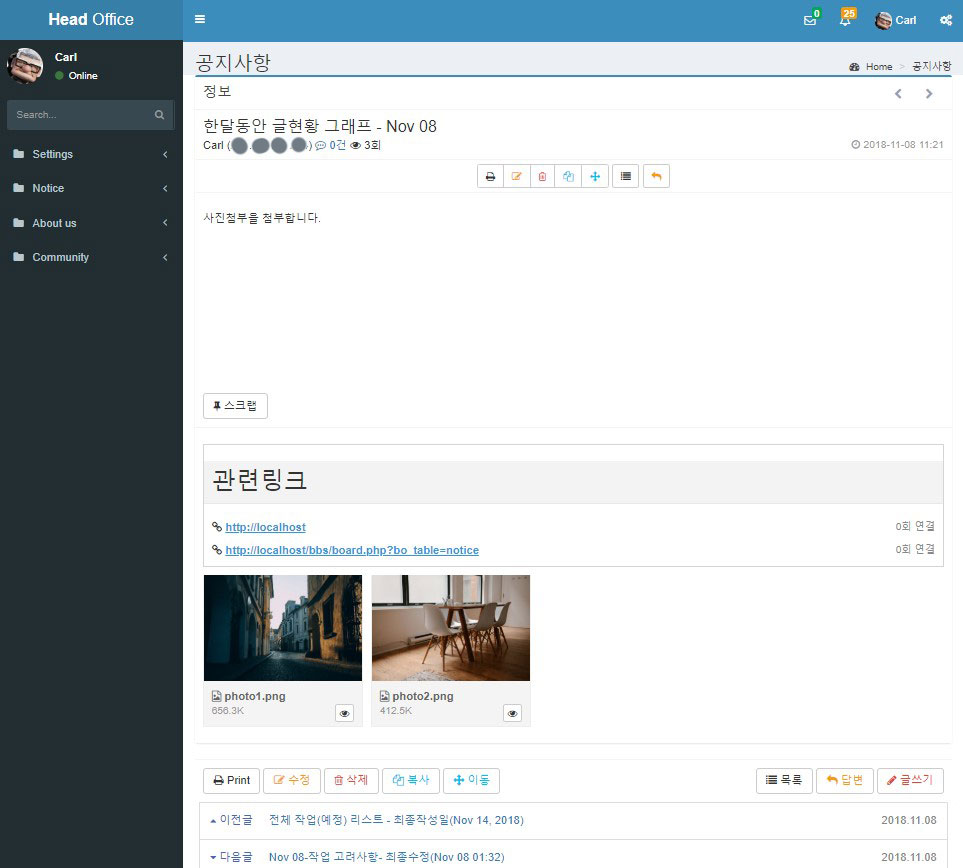 Head Office
0
25
Carl
Carl
Online
Search...
Settings
Notice
About us
Community
공지사항
Home > 공지사항
정보
한달동안 글현황 그래프 - Nov 08
Carl ( . . . ) 0건 3회
2018-11-08 11:21
사진첨부을 첨부합니다.
스크랩
관련링크
http://localhost
0회 연결
http://localhost/bbs/board.php?bo_table=notice
0회 연결
photo1.png
656.3K
photo2.png
412.5K
Print 수정 삭제 복사 이동
목록 답변 글쓰기
이전글 전체 작업(예정) 리스트 - 최종작성일(Nov 14, 2018) 2018.11.08
다음글 Nov 08-작업 고려사항- 최종수정(Nov 08 01:32) 2018.11.08